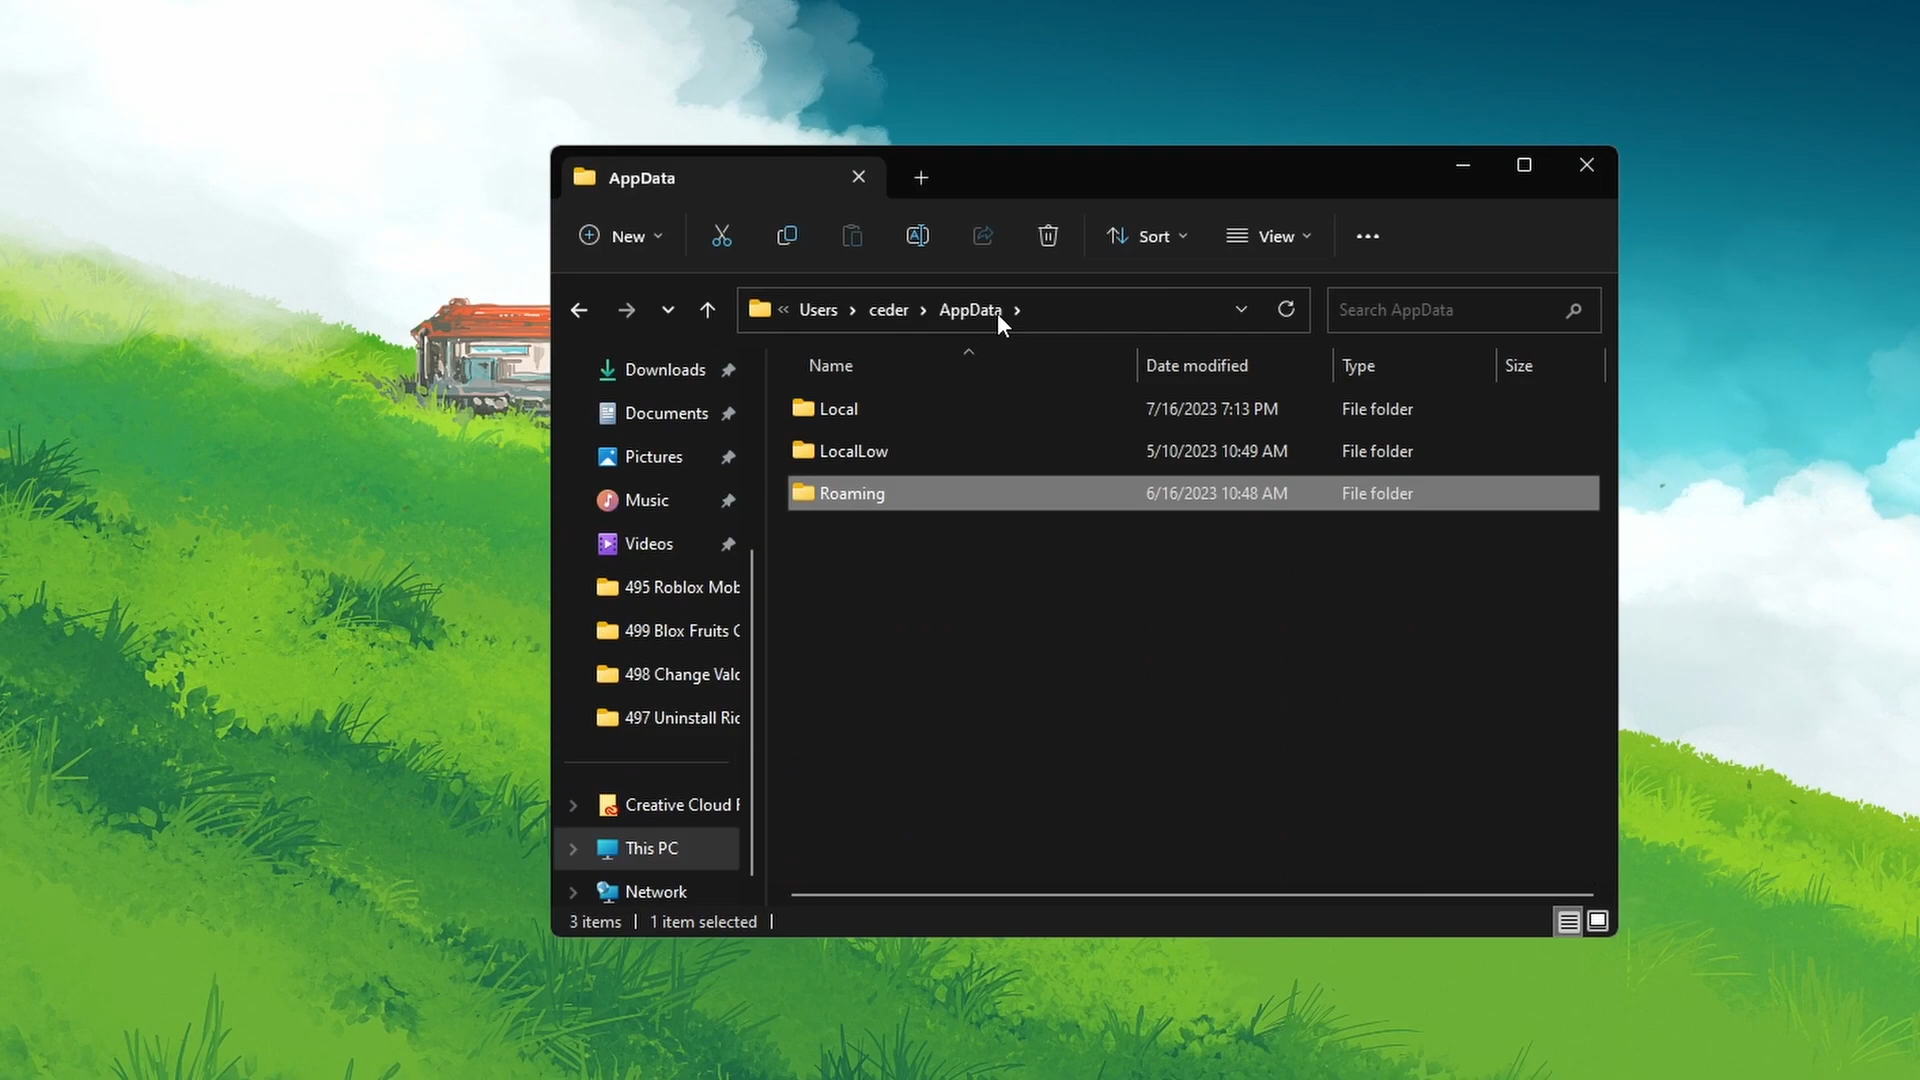 AppData
New
Sort
View
Users
ceder
AppData
Search AppData
Name Date modified Type Size
Local 7/16/2023 7:13 PM File folder
LocalLow 5/10/2023 10:49 AM File folder
Roaming 6/16/2023 10:48 AM File folder
Downloads
Documents
Pictures
Music
Videos
495 Roblox Mob
499 Blox Fruits
498 Change Valo
497 Uninstall
Creative Cloud
This PC
Network
3 items | 1 item selected |